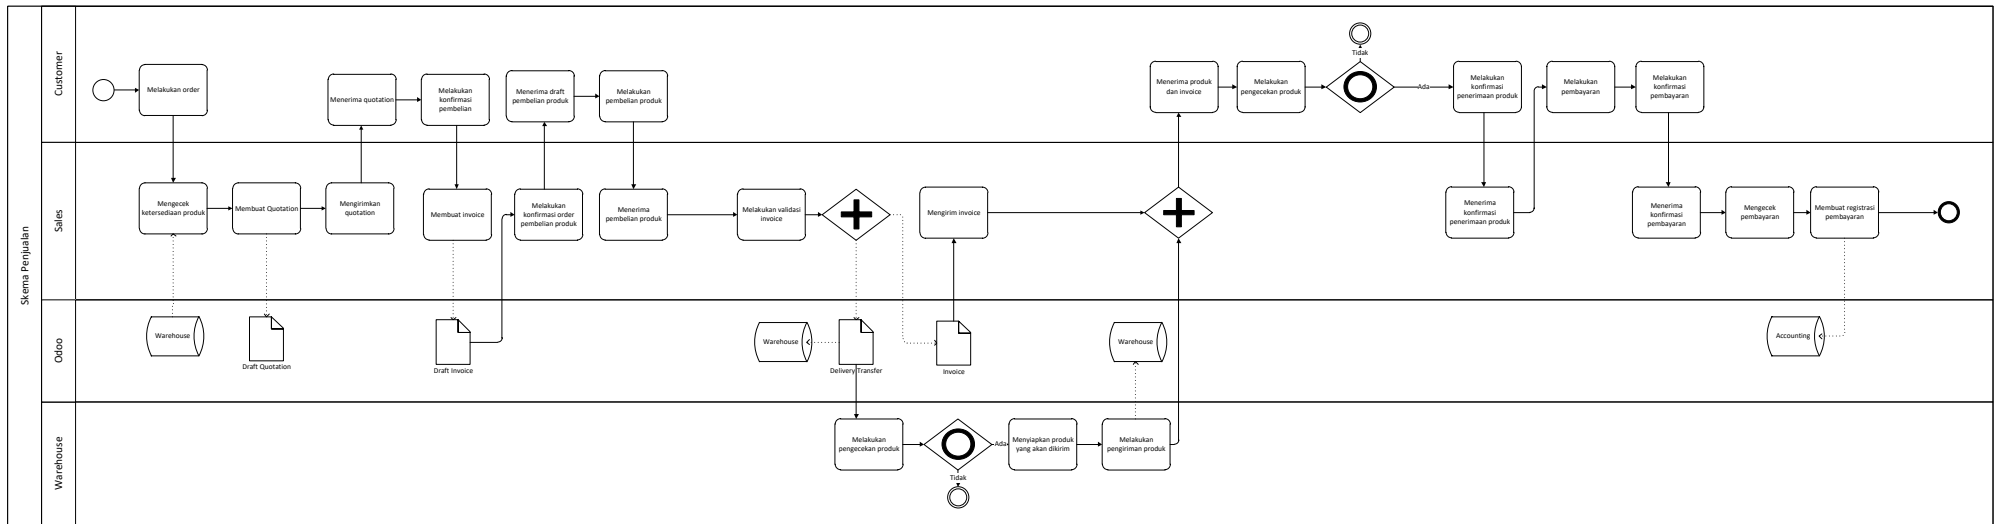 Skema Penjualan
Customer
Melakukan order
Menerima quotation
Melakukan
konfirmasi
pembelian
Menerima draft
pembelian produk
Melakukan
pembelian produk
Menerima produk
dan invoice
Melakukan
pengecekan produk
Tidak
Ada
Melakukan
konfirmasi
penerimaan produk
Melakukan
pembayaran
Melakukan
konfirmasi
pembayaran
Sales
Mengecek
ketersediaan produk
Membuat Quotation
Mengirimkan
quotation
Membuat invoice
Melakukan
konfirmasi order
pembelian produk
Menerima
pembelian produk
Melakukan validasi
invoice
Mengirim invoice
Menerima
konfirmasi
penerimaan produk
Menerima
konfirmasi
pembayaran
Mengecek
pembayaran
Membuat registrasi
pembayaran
Odoo
Warehouse
Draft Quotation
Draft Invoice
Warehouse
Delivery Transfer
Invoice
Warehouse
Accounting
Warehouse
Melakukan
pengecekan produk
Ada
Tidak
Menyiapkan produk
yang akan dikirim
Melakukan
pengiriman produk